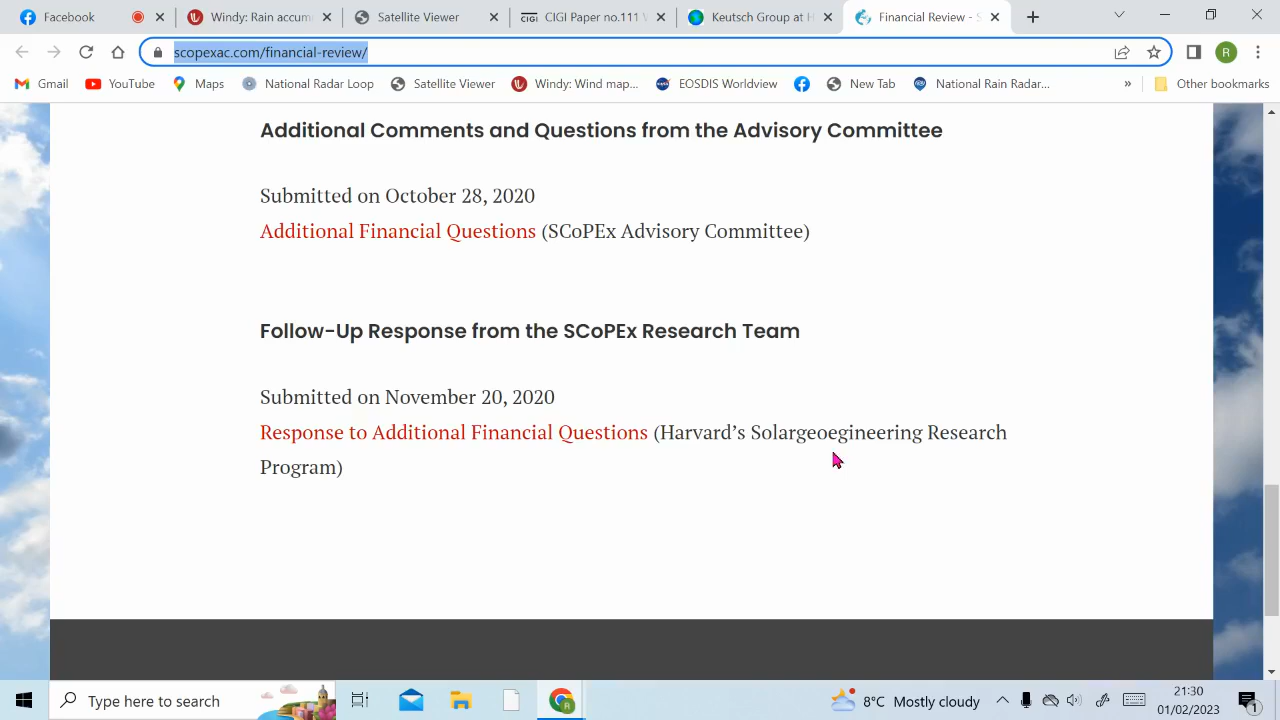 Facebook
Windy: Rain accum
Satellite Viewer
CIGI Paper no.111 W
Keutsch Group at H
Financial Review - S
scopexac.com/financial-review/
R
Gmail
YouTube
Maps
National Radar Loop
Satellite Viewer
Windy: Wind map...
EOSDIS Worldview
New Tab
National Rain Radar...
»
Other bookmarks
Additional Comments and Questions from the Advisory Committee
Submitted on October 28, 2020
Additional Financial Questions (SCoPEx Advisory Committee)
Follow-Up Response from the SCoPEx Research Team
Submitted on November 20, 2020
Response to Additional Financial Questions (Harvard’s Solargeoegineering Research
Program)
Type here to search
R
8°C Mostly cloudy
21:30
01/02/2023
1